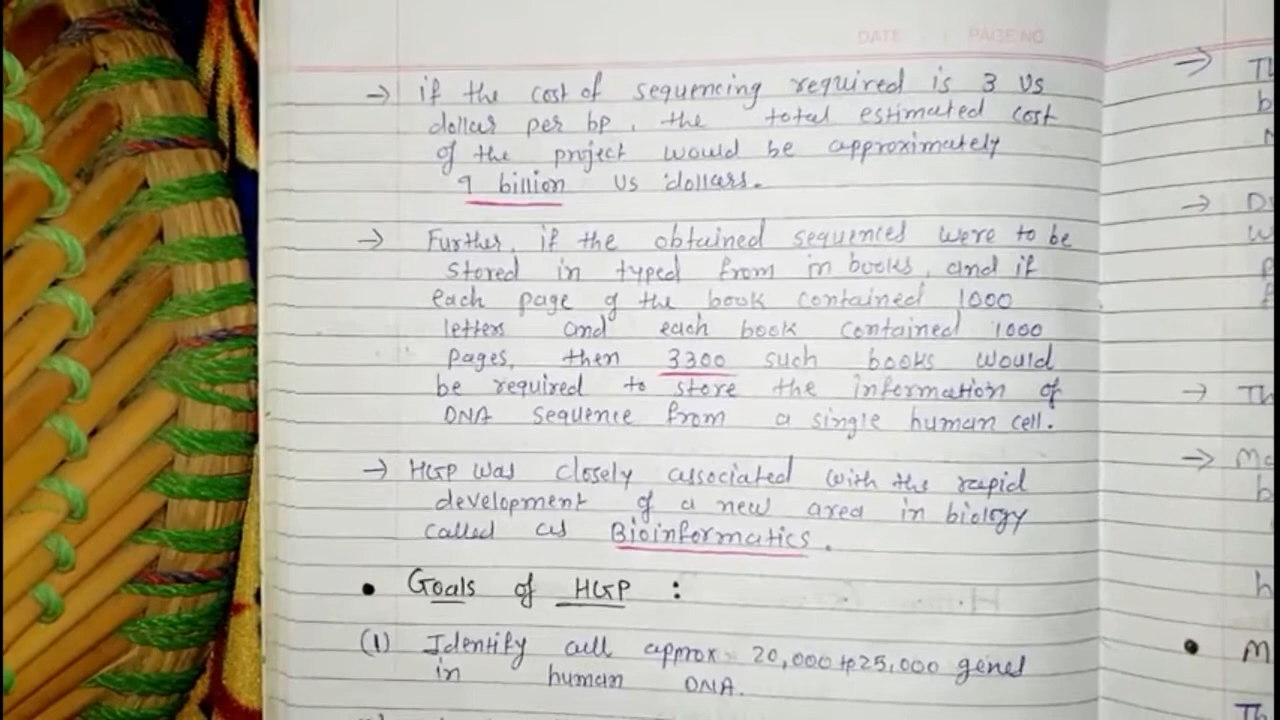 DATE PAGE NO
→ if the cost of sequencing required is 3 US
dollar per bp, the total estimated cost
of the project would be approximately
9 billion US dollars.
→ Further, if the obtained sequences were to be
stored in typed from in books, and if
each page of the book contained 1000
letters and each book contained 1000
pages, then 3300 such books would
be required to store the information of
DNA sequence from a single human cell.
→ HGP was closely associated with the rapid
development of a new area in biology
called as Bioinformatics.
• Goals of HGP :
(1) Identify all approx. 20,000 to 25,000 genes
in human DNA.